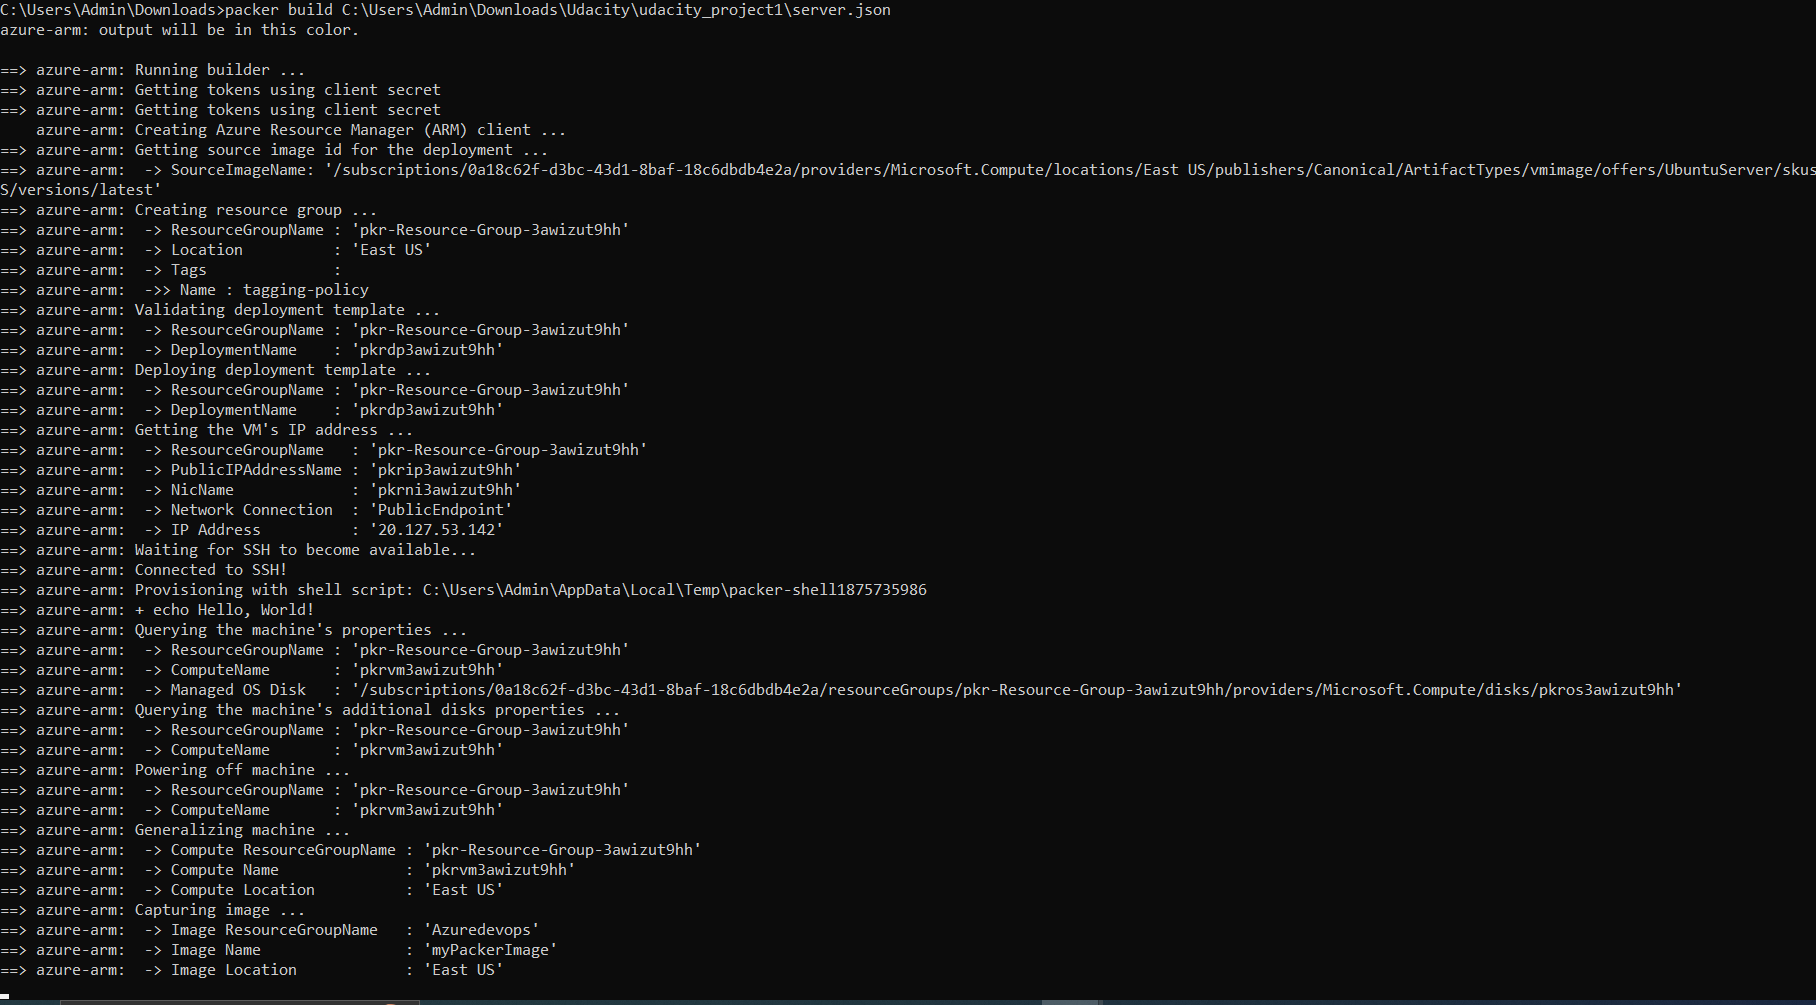 C:\Users\Admin\Downloads>packer build C:\Users\Admin\Downloads\Udacity\udacity_project1\server.json
azure-arm: output will be in this color.
==> azure-arm: Running builder ...
==> azure-arm: Getting tokens using client secret
==> azure-arm: Getting tokens using client secret
    azure-arm: Creating Azure Resource Manager (ARM) client ...
==> azure-arm: Getting source image id for the deployment ...
==> azure-arm:  -> SourceImageName: '/subscriptions/0a18c62f-d3bc-43d1-8baf-18c6dbdb4e2a/providers/Microsoft.Compute/locations/East US/publishers/Canonical/ArtifactTypes/vmimage/offers/UbuntuServer/skus
S/versions/latest'
==> azure-arm: Creating resource group ...
==> azure-arm:  -> ResourceGroupName : 'pkr-Resource-Group-3awizut9hh'
==> azure-arm:  -> Location          : 'East US'
==> azure-arm:  -> Tags              :
==> azure-arm:  ->> Name : tagging-policy
==> azure-arm: Validating deployment template ...
==> azure-arm:  -> ResourceGroupName : 'pkr-Resource-Group-3awizut9hh'
==> azure-arm:  -> DeploymentName    : 'pkrdp3awizut9hh'
==> azure-arm: Deploying deployment template ...
==> azure-arm:  -> ResourceGroupName : 'pkr-Resource-Group-3awizut9hh'
==> azure-arm:  -> DeploymentName    : 'pkrdp3awizut9hh'
==> azure-arm: Getting the VM's IP address ...
==> azure-arm:  -> ResourceGroupName   : 'pkr-Resource-Group-3awizut9hh'
==> azure-arm:  -> PublicIPAddressName : 'pkrip3awizut9hh'
==> azure-arm:  -> NicName             : 'pkrni3awizut9hh'
==> azure-arm:  -> Network Connection  : 'PublicEndpoint'
==> azure-arm:  -> IP Address          : '20.127.53.142'
==> azure-arm: Waiting for SSH to become available...
==> azure-arm: Connected to SSH!
==> azure-arm: Provisioning with shell script: C:\Users\Admin\AppData\Local\Temp\packer-shell1875735986
==> azure-arm: + echo Hello, World!
==> azure-arm: Querying the machine's properties ...
==> azure-arm:  -> ResourceGroupName : 'pkr-Resource-Group-3awizut9hh'
==> azure-arm:  -> ComputeName       : 'pkrvm3awizut9hh'
==> azure-arm:  -> Managed OS Disk   : '/subscriptions/0a18c62f-d3bc-43d1-8baf-18c6dbdb4e2a/resourceGroups/pkr-Resource-Group-3awizut9hh/providers/Microsoft.Compute/disks/pkros3awizut9hh'
==> azure-arm: Querying the machine's additional disks properties ...
==> azure-arm:  -> ResourceGroupName : 'pkr-Resource-Group-3awizut9hh'
==> azure-arm:  -> ComputeName       : 'pkrvm3awizut9hh'
==> azure-arm: Powering off machine ...
==> azure-arm:  -> ResourceGroupName : 'pkr-Resource-Group-3awizut9hh'
==> azure-arm:  -> ComputeName       : 'pkrvm3awizut9hh'
==> azure-arm: Generalizing machine ...
==> azure-arm:  -> Compute ResourceGroupName : 'pkr-Resource-Group-3awizut9hh'
==> azure-arm:  -> Compute Name              : 'pkrvm3awizut9hh'
==> azure-arm:  -> Compute Location          : 'East US'
==> azure-arm: Capturing image ...
==> azure-arm:  -> Image ResourceGroupName   : 'Azuredevops'
==> azure-arm:  -> Image Name                : 'myPackerImage'
==> azure-arm:  -> Image Location            : 'East US'